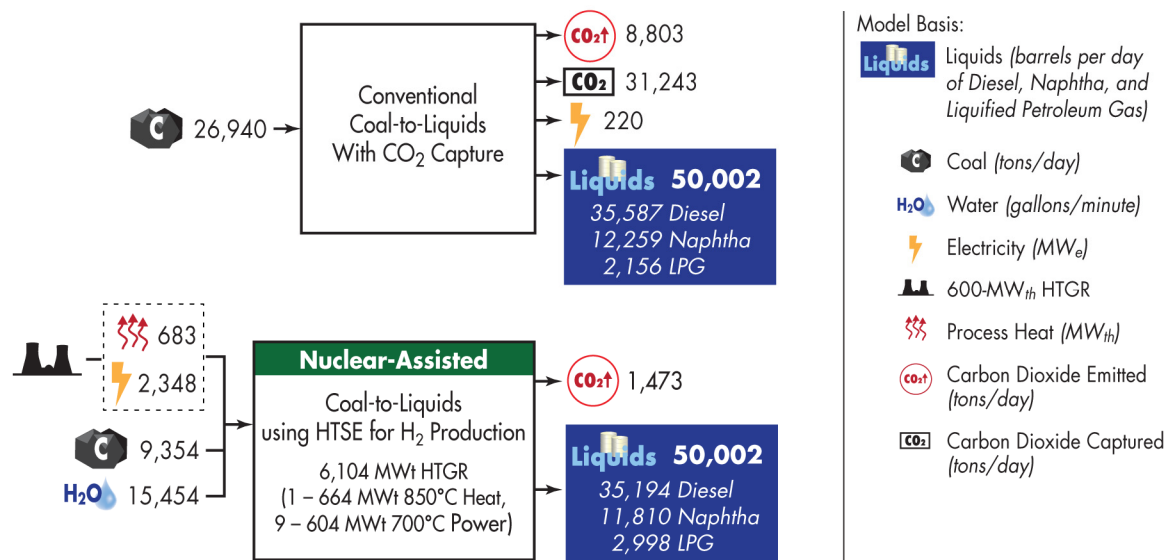 CO₂↑ 8,803
CO₂ 31,243
220
C 26,940
Conventional
Coal-to-Liquids
With CO₂ Capture
Liquids 50,002
35,587 Diesel
12,259 Naphtha
2,156 LPG
683
2,348
C 9,354
H₂O 15,454
Nuclear-Assisted
Coal-to-Liquids
using HTSE for H₂ Production
6,104 MWt HTGR
(1 – 664 MWt 850°C Heat,
9 – 604 MWt 700°C Power)
CO₂↑ 1,473
Liquids 50,002
35,194 Diesel
11,810 Naphtha
2,998 LPG
Model Basis:
Liquids Liquids (barrels per day
of Diesel, Naphtha, and
Liquified Petroleum Gas)
C Coal (tons/day)
H₂O Water (gallons/minute)
Electricity (MWₑ)
600-MWth HTGR
Process Heat (MWth)
CO₂↑ Carbon Dioxide Emitted
(tons/day)
CO₂ Carbon Dioxide Captured
(tons/day)